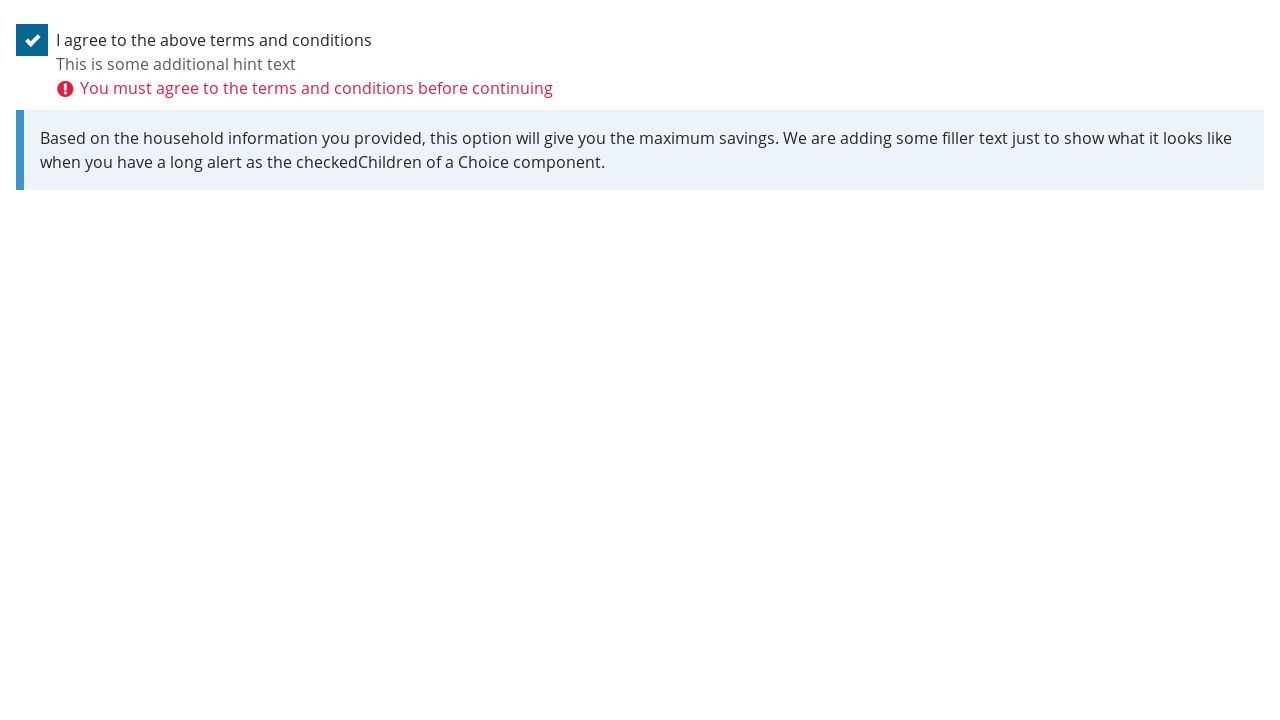 I agree to the above terms and conditions
This is some additional hint text
You must agree to the terms and conditions before continuing
Based on the household information you provided, this option will give you the maximum savings. We are adding some filler text just to show what it looks like
when you have a long alert as the checkedChildren of a Choice component.